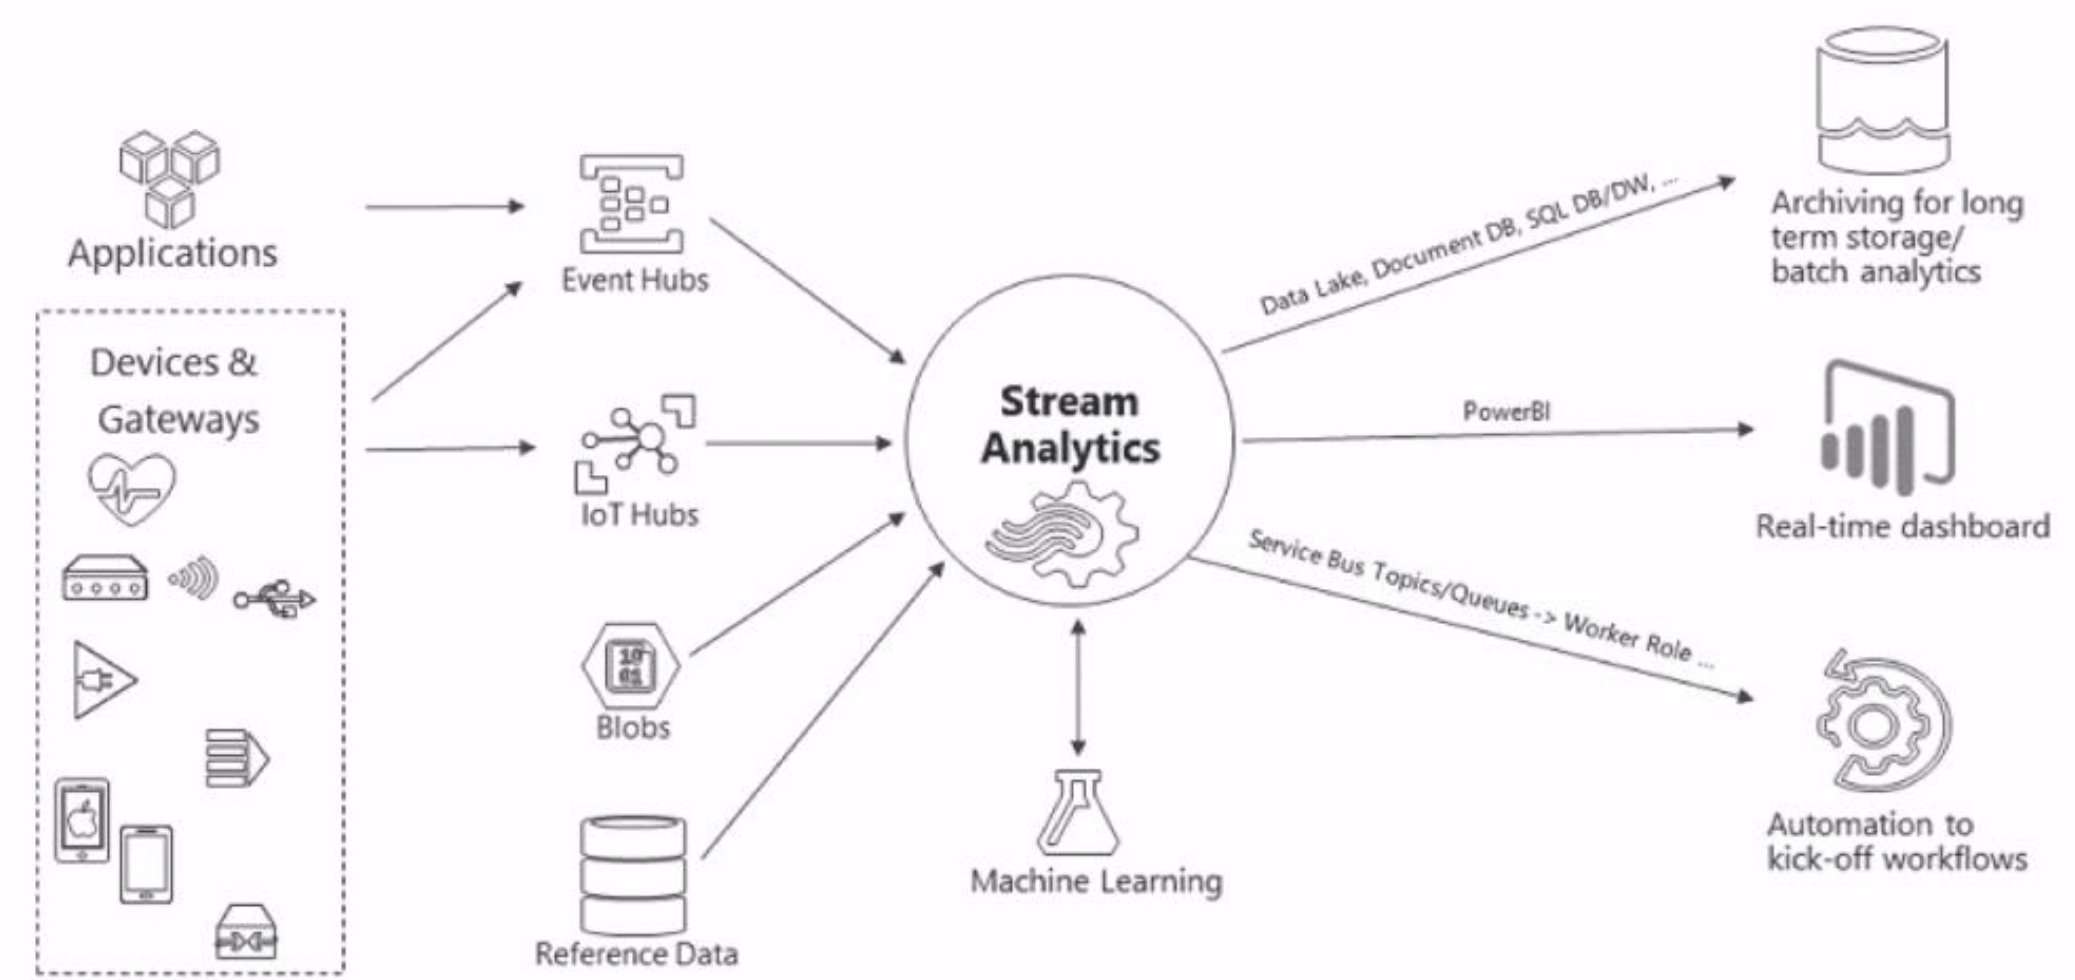 Applications
Devices &
Gateways
Event Hubs
IoT Hubs
10
01
Blobs
Reference Data
Stream
Analytics
Machine Learning
Data Lake, Document DB, SQL DB/DW, ...
PowerBI
Service Bus Topics/Queues -> Worker Role ...
Archiving for long
term storage/
batch analytics
Real-time dashboard
Automation to
kick-off workflows